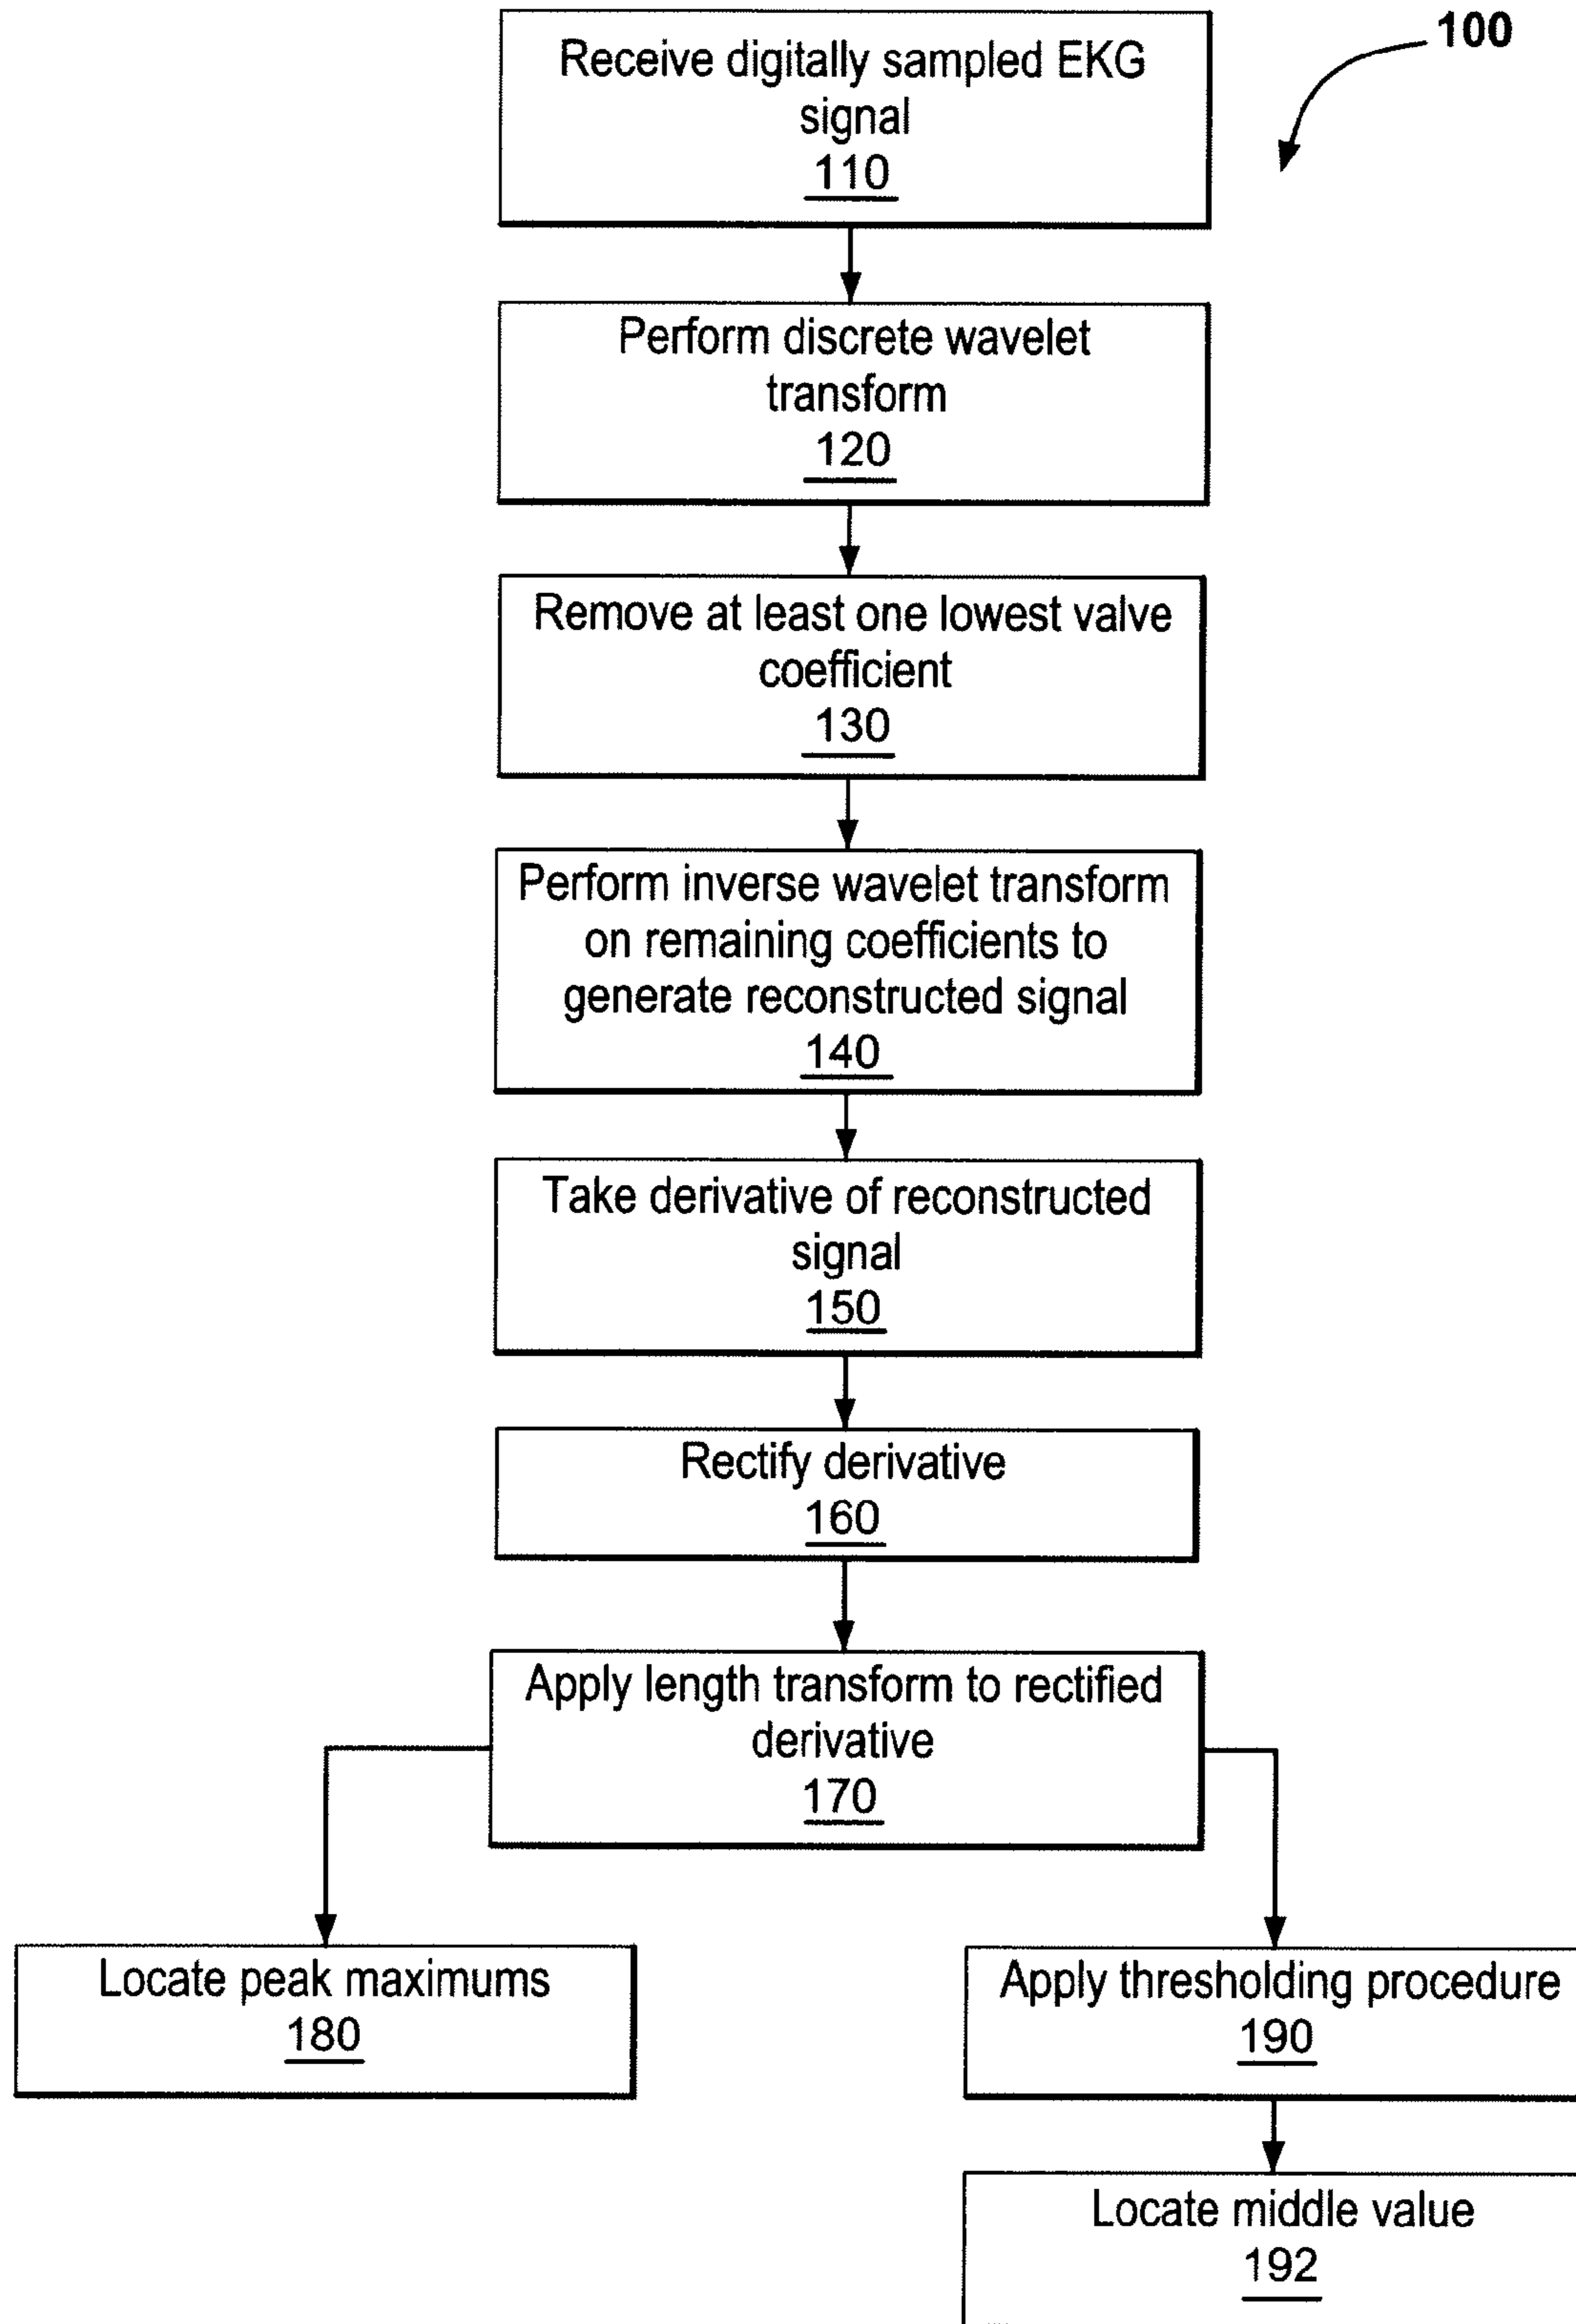 100
Receive digitally sampled EKG
signal
110
Perform discrete wavelet
transform
120
Remove at least one lowest valve
coefficient
130
Perform inverse wavelet transform
on remaining coefficients to
generate reconstructed signal
140
Take derivative of reconstructed
signal
150
Rectify derivative
160
Apply length transform to rectified
derivative
170
Locate peak maximums
180
Apply thresholding procedure
190
Locate middle value
192